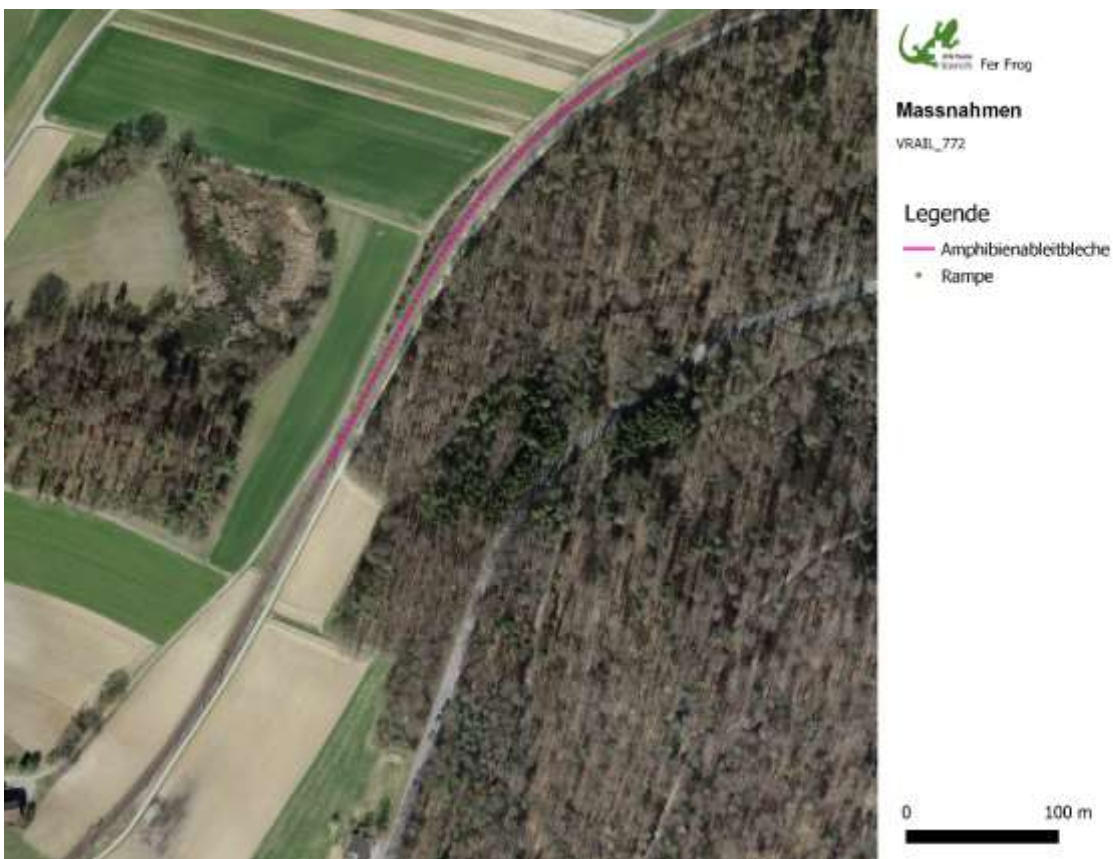 Fer Frog
Massnahmen
VRAIL_772
Legende
Amphibienableitbleche
Rampe
0 100 m